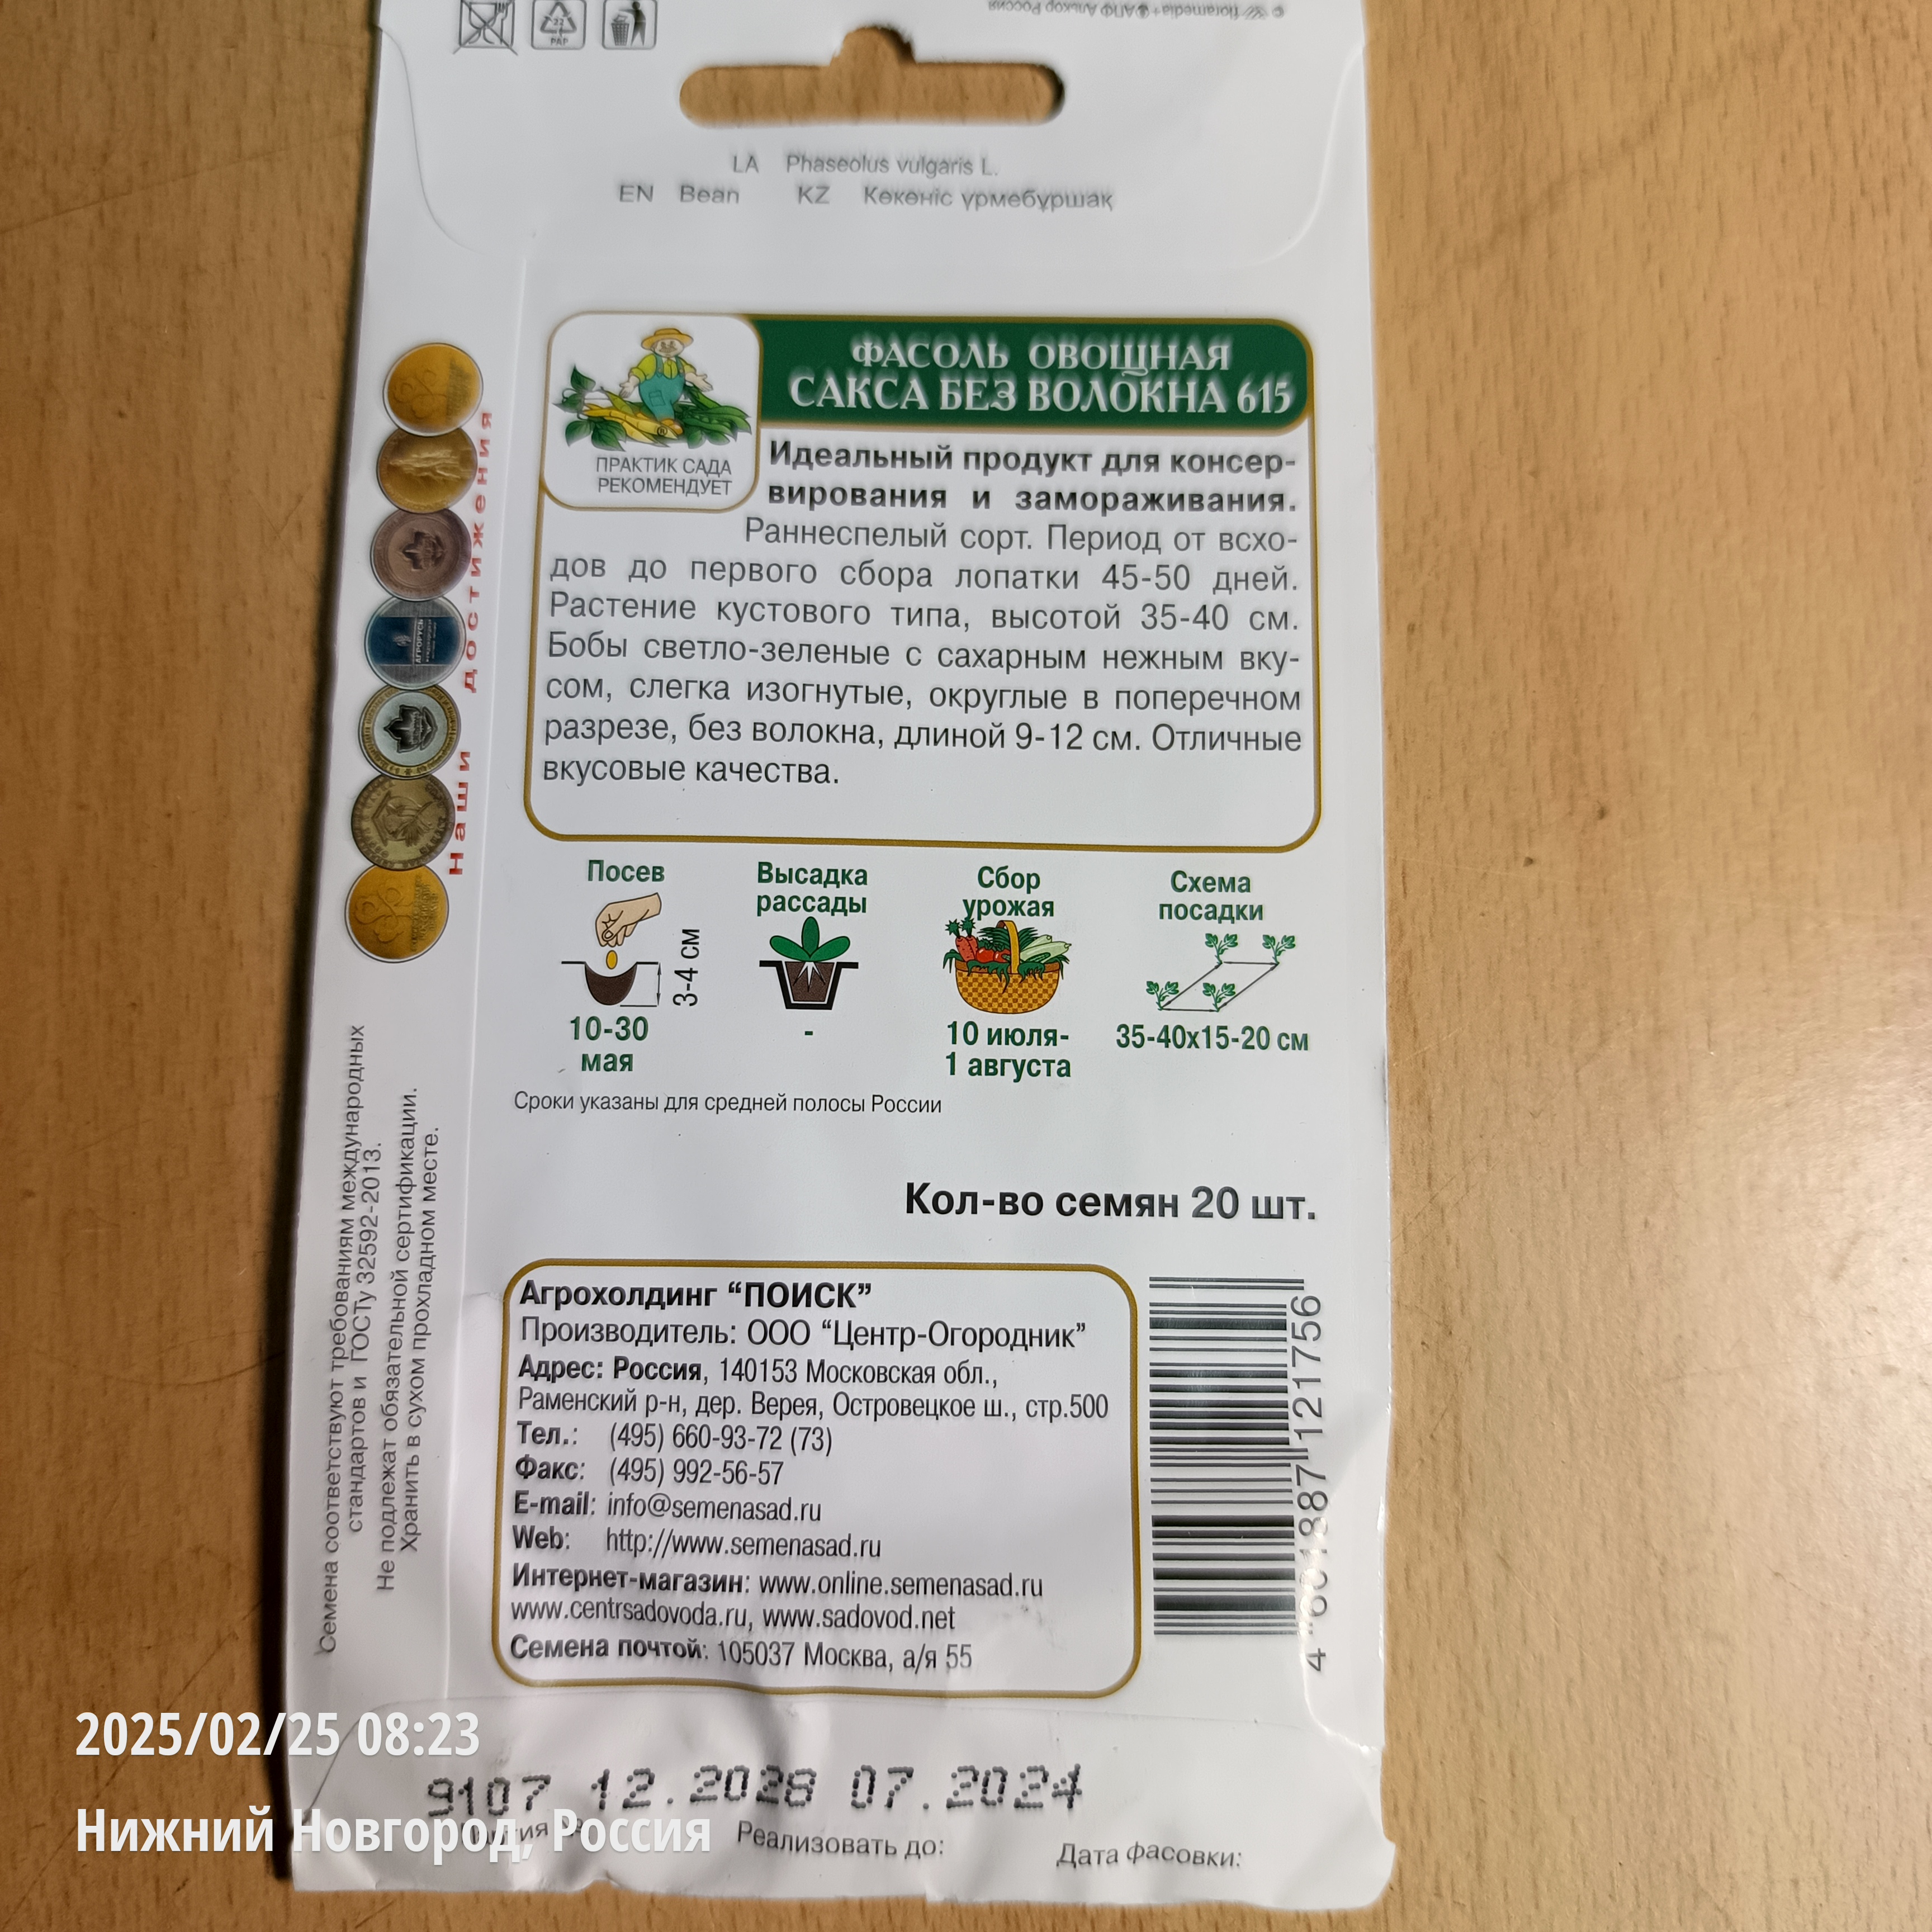 22
PAP
LA Phaseolus vulgaris L.
EN Bean KZ Көкөніс үрмебұршақ
ФАСОЛЬ ОВОЩНАЯ
САКСА БЕЗ ВОЛОКНА 615
ПРАКТИК САДА
РЕКОМЕНДУЕТ
Идеальный продукт для консер-
вирования и замораживания.
Раннеспелый сорт. Период от всхо-
дов до первого сбора лопатки 45-50 дней.
Растение кустового типа, высотой 35-40 см.
Бобы светло-зеленые с сахарным нежным вку-
сом, слегка изогнутые, округлые в поперечном
разрезе, без волокна, длиной 9-12 см. Отличные
вкусовые качества.
Наши достижения
АГРОРУСЬ
Посев
3-4 см
10-30
мая
Высадка
рассады
-
Сбор
урожая
10 июля-
1 августа
Схема
посадки
35-40х15-20 см
Сроки указаны для средней полосы России
Кол-во семян 20 шт.
Семена соответствуют требованиям международных
стандартов и ГОСТу 32592-2013.
Не подлежат обязательной сертификации.
Хранить в сухом прохладном месте.
Агрохолдинг “ПОИСК”
Производитель: ООО “Центр-Огородник”
Адрес: Россия, 140153 Московская обл.,
Раменский р-н, дер. Верея, Островецкое ш., стр.500
Тел.: (495) 660-93-72 (73)
Факс: (495) 992-56-57
E-mail: info@semenasad.ru
Web: http://www.semenasad.ru
Интернет-магазин: www.online.semenasad.ru
www.centrsadovoda.ru, www.sadovod.net
Семена почтой: 105037 Москва, а/я 55
4 601887 121756
2025/02/25 08:23
9107 12.2028 07.2024
Нижний Новгород, Россия
Реализовать до:
Дата фасовки: